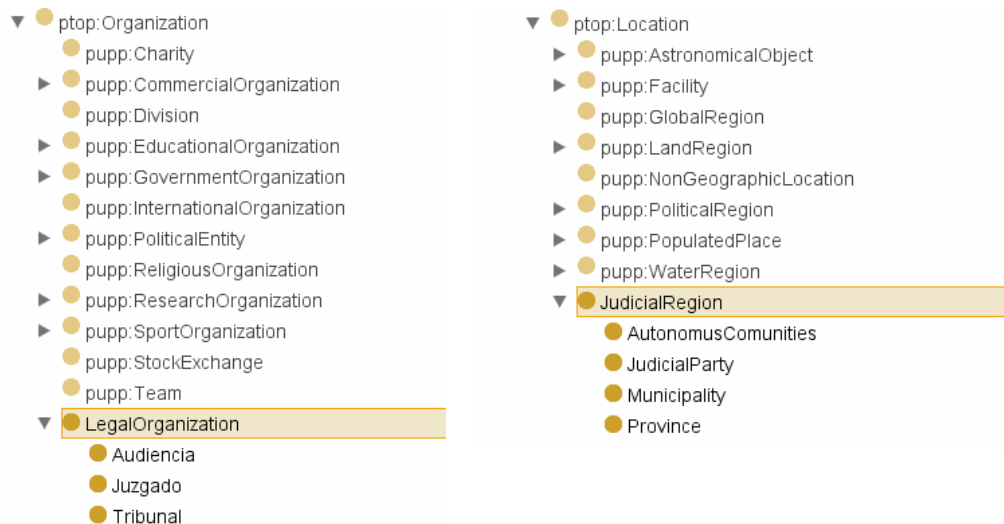 ptop:Organization
pupp:Charity
pupp:CommercialOrganization
pupp:Division
pupp:EducationalOrganization
pupp:GovernmentOrganization
pupp:InternationalOrganization
pupp:PoliticalEntity
pupp:ReligiousOrganization
pupp:ResearchOrganization
pupp:SportOrganization
pupp:StockExchange
pupp:Team
LegalOrganization
Audiencia
Juzgado
Tribunal
ptop:Location
pupp:AstronomicalObject
pupp:Facility
pupp:GlobalRegion
pupp:LandRegion
pupp:NonGeographicLocation
pupp:PoliticalRegion
pupp:PopulatedPlace
pupp:WaterRegion
JudicialRegion
AutonomusComunities
JudicialParty
Municipality
Province